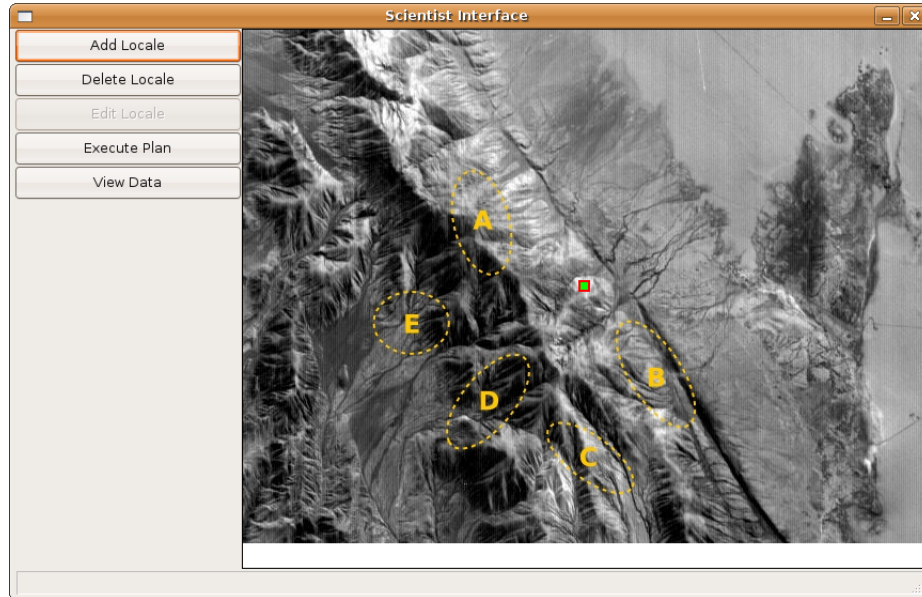 Scientist Interface
Add Locale
Delete Locale
Edit Locale
Execute Plan
View Data
A
E
B
D
C